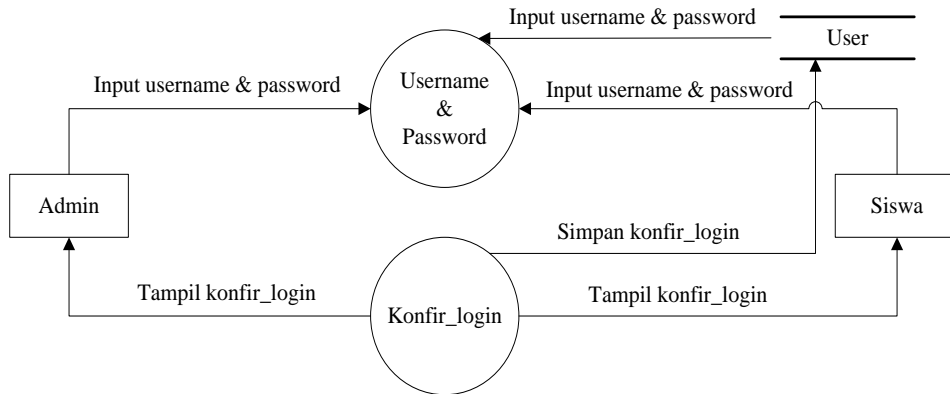 Input username & password
User
Input username & password
Username
&
Password
Input username & password
Admin
Siswa
Simpan konfir_login
Tampil konfir_login
Konfir_login
Tampil konfir_login